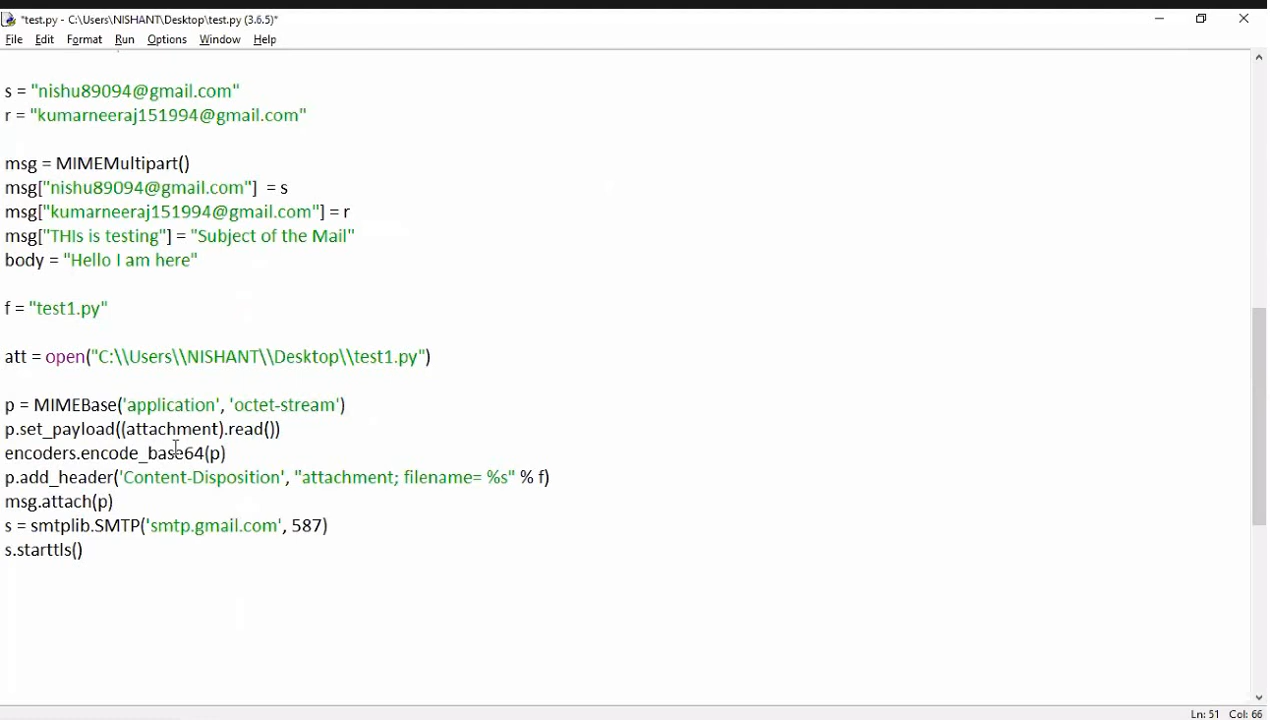 *test.py - C:\Users\NISHANT\Desktop\test.py (3.6.5)*
File Edit Format Run Options Window Help
s = "nishu89094@gmail.com"
r = "kumarneeraj151994@gmail.com"
msg = MIMEMultipart()
msg["nishu89094@gmail.com"]  = s
msg["kumarneeraj151994@gmail.com"] = r
msg["THIs is testing"] = "Subject of the Mail"
body = "Hello I am here"
f = "test1.py"
att = open("C:\\Users\\NISHANT\\Desktop\\test1.py")
p = MIMEBase('application', 'octet-stream')
p.set_payload((attachment).read())
encoders.encode_base64(p)
p.add_header('Content-Disposition', "attachment; filename= %s" % f)
msg.attach(p)
s = smtplib.SMTP('smtp.gmail.com', 587)
s.starttls()
Ln: 51 Col: 66